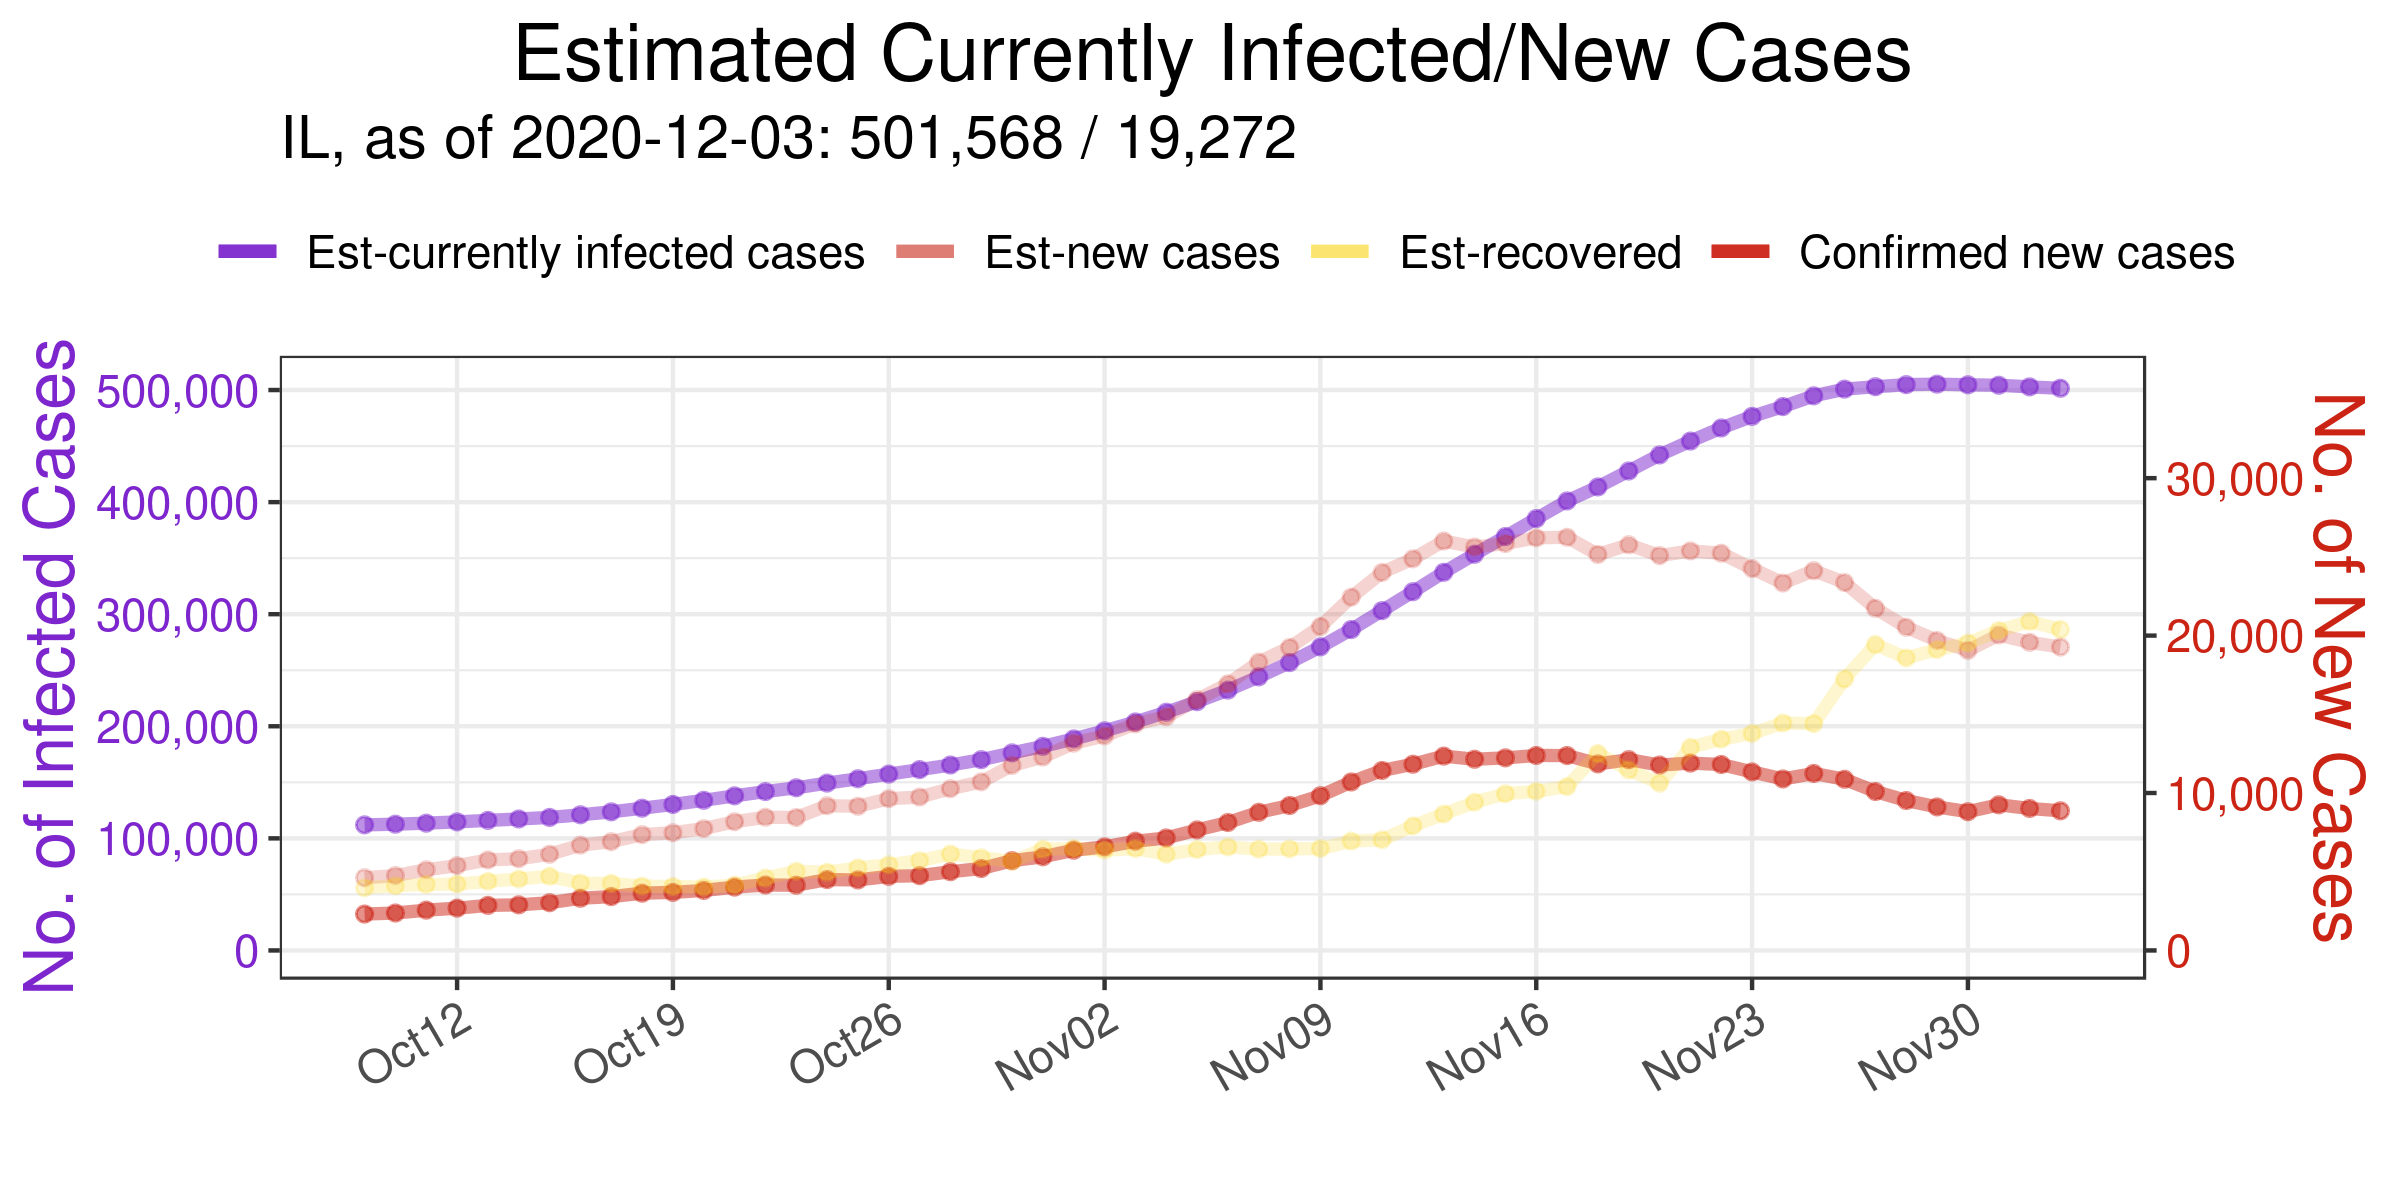 Estimated Currently Infected/New Cases
IL, as of 2020-12-03: 501,568 / 19,272
Est-currently infected cases Est-new cases Est-recovered Confirmed new cases
No. of Infected Cases
500,000
400,000
300,000
200,000
100,000
0
30,000
20,000
10,000
0
No. of New Cases
Oct12 Oct19 Oct26 Nov02 Nov09 Nov16 Nov23 Nov30